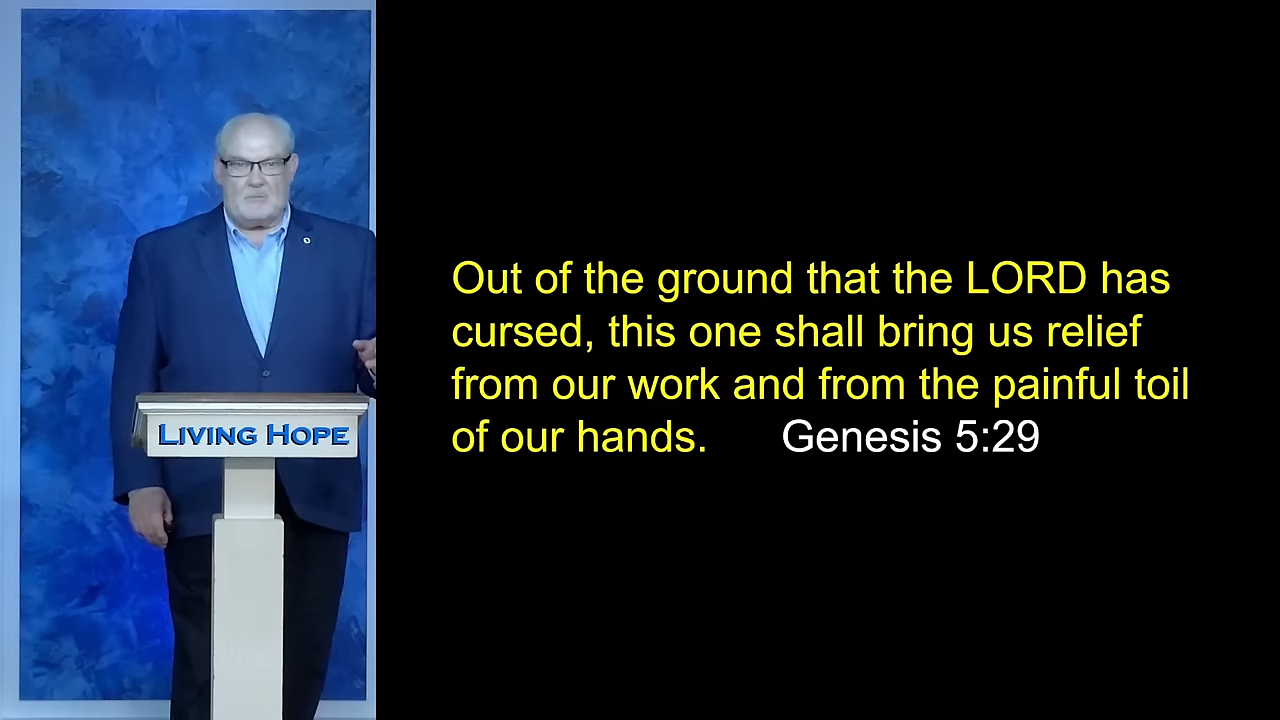 LIVING HOPE
Out of the ground that the LORD has
cursed, this one shall bring us relief
from our work and from the painful toil
of our hands. Genesis 5:29